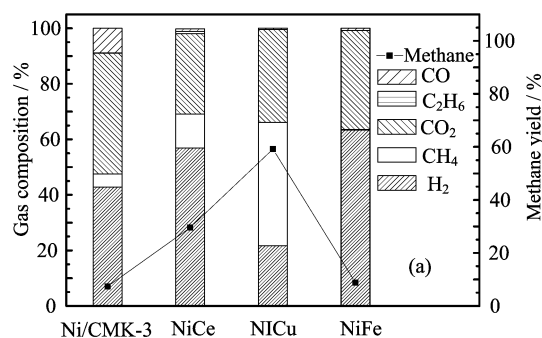 Gas composition / %
100
80
60
40
20
0
Methane
CO
C₂H₆
CO₂
CH₄
H₂
(a)
100
80
60
40
20
0
Methane yield / %
Ni/CMK-3 NiCe NICu NiFe